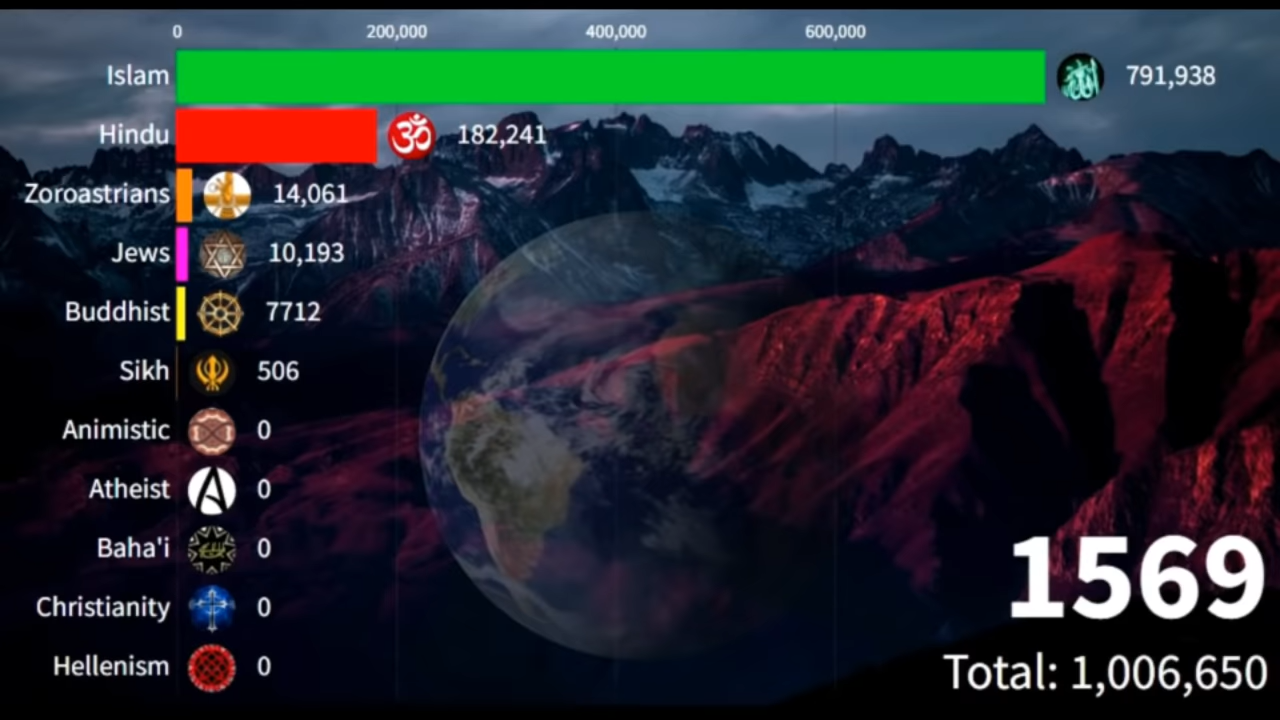 0 200,000 400,000 600,000
Islam 791,938
Hindu ॐ 182,241
Zoroastrians 14,061
Jews 10,193
Buddhist 7712
Sikh 506
Animistic 0
Atheist A 0
Baha'i 0
Christianity 0
Hellenism 0
1569
Total: 1,006,650